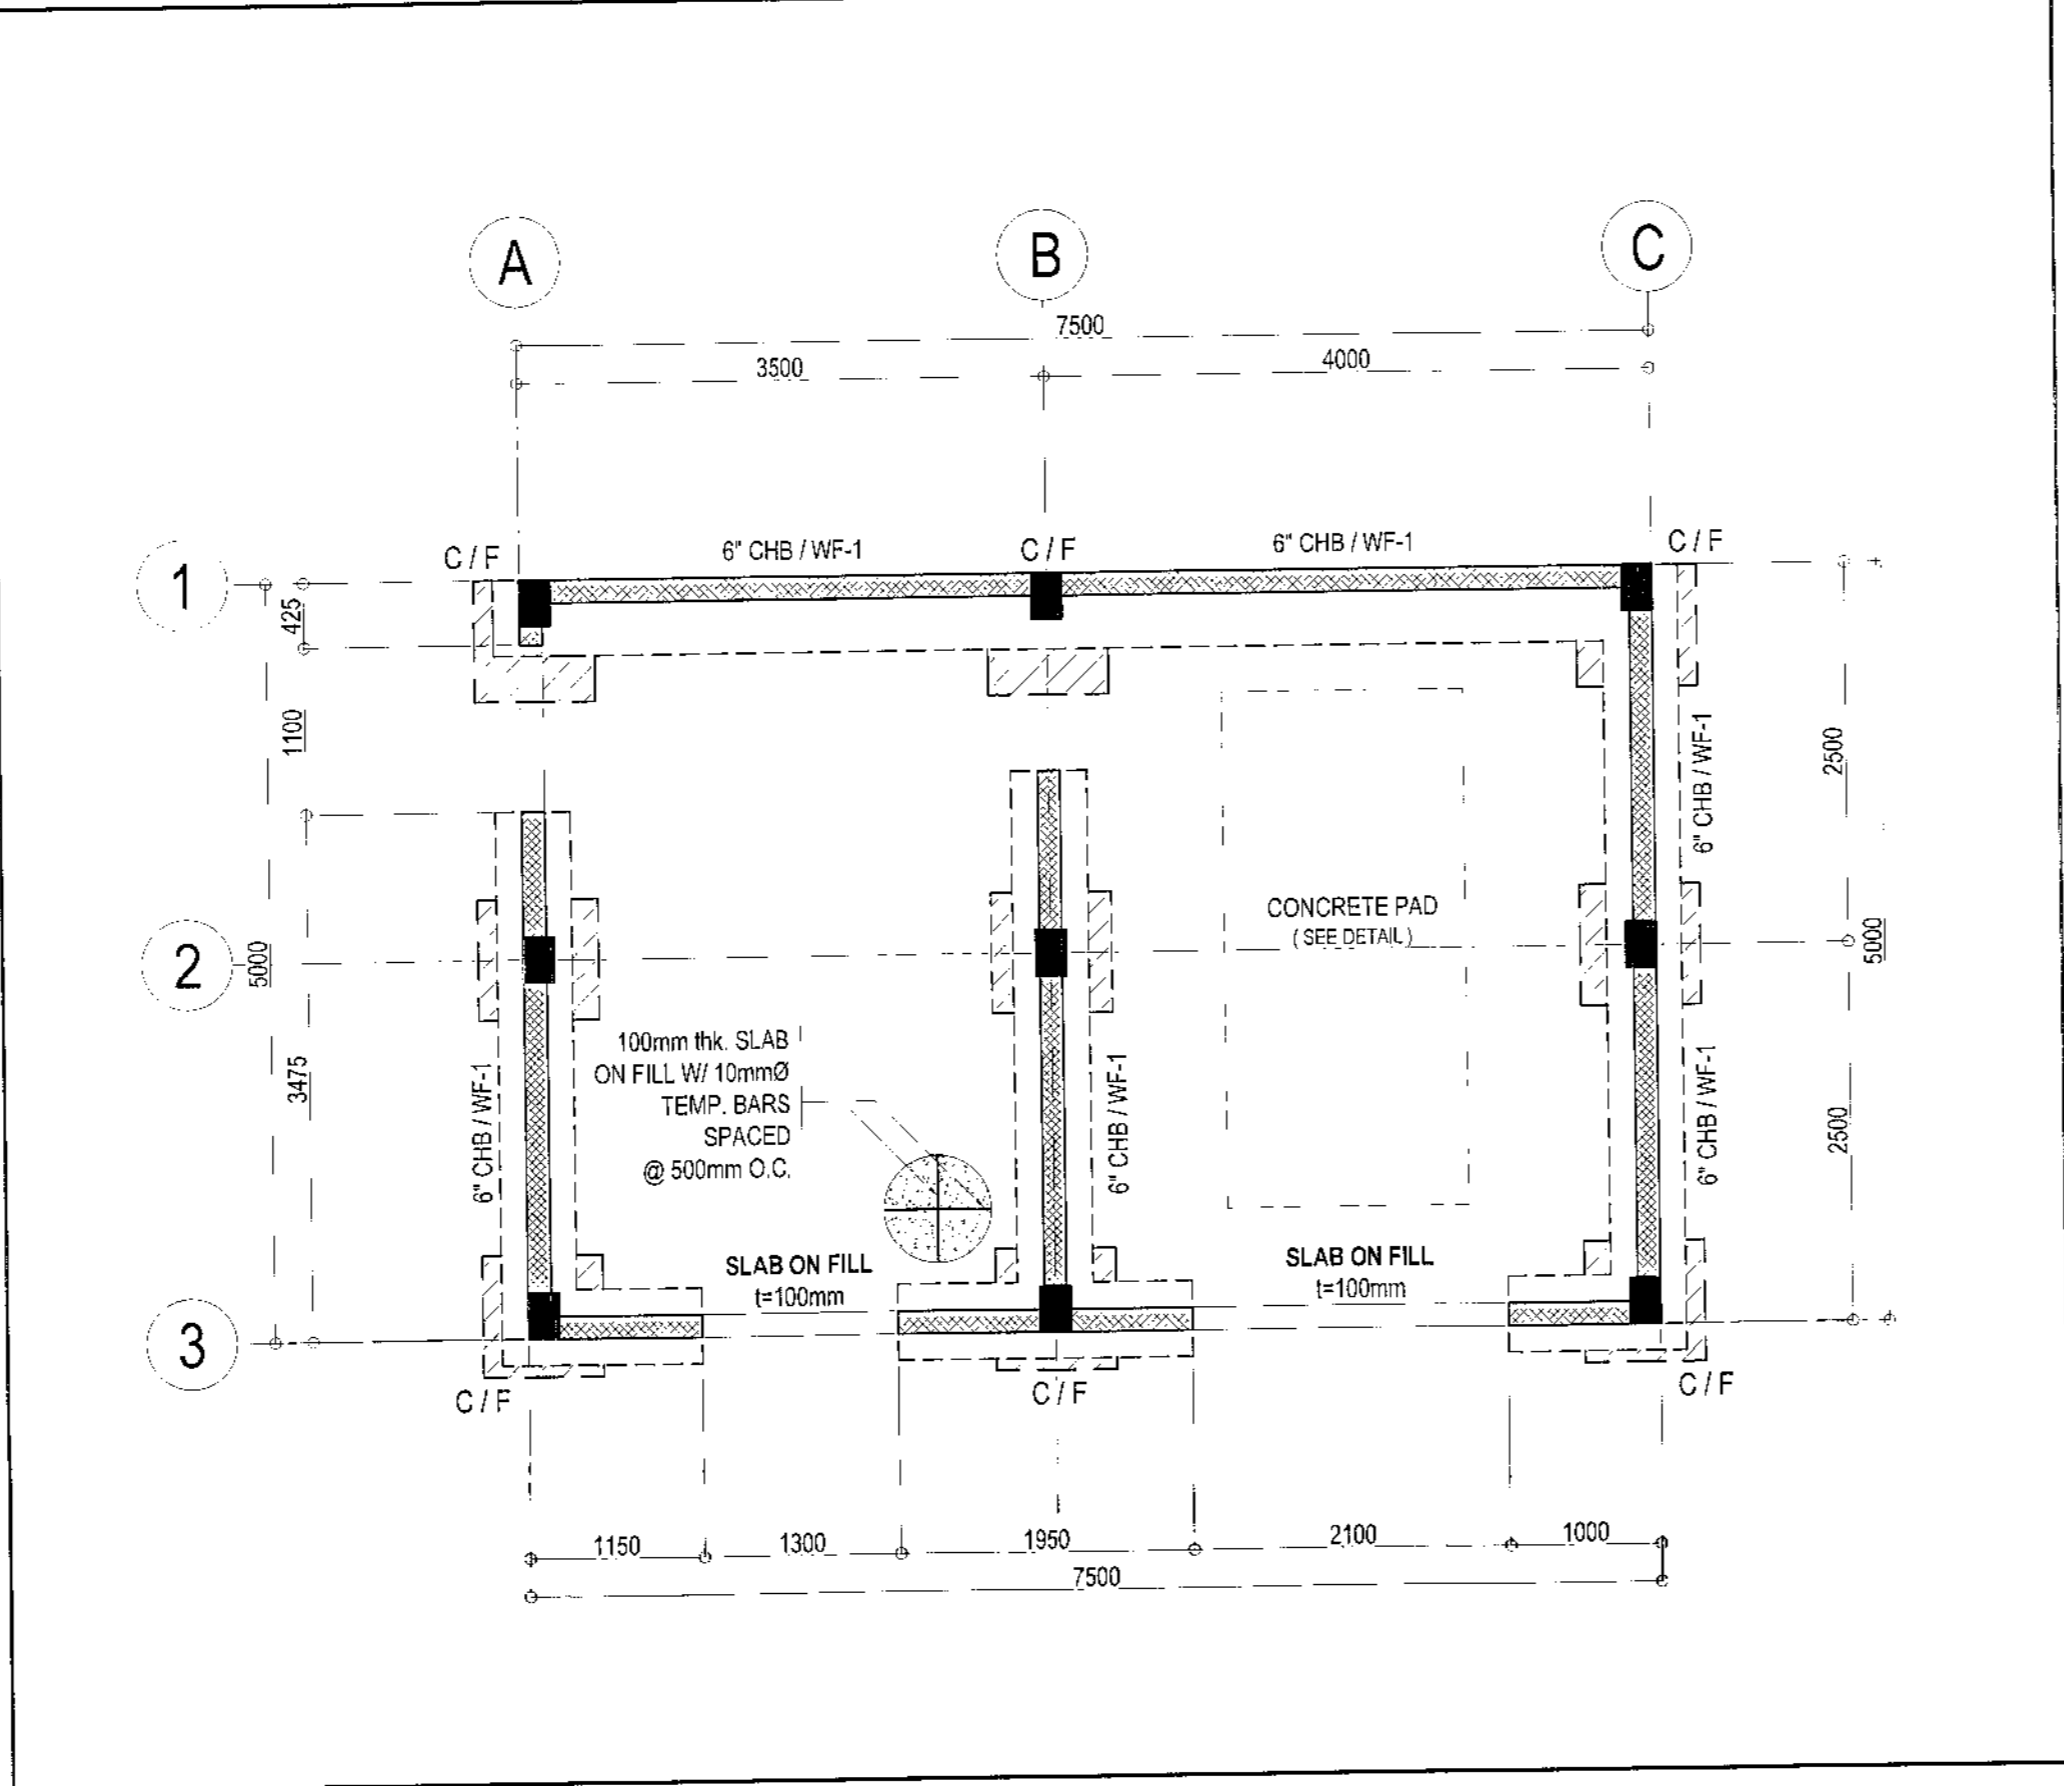 A
B
C
7500
3500
4000
C / F
6" CHB / WF-1
C / F
6" CHB / WF-1
C / F
1
425
1100
6" CHB / WF-1
2500
CONCRETE PAD
( SEE DETAIL )
2
5000
5000
100mm thk. SLAB
ON FILL W/ 10mmØ
TEMP. BARS
SPACED
@ 500mm O.C.
3475
6" CHB / WF-1
6" CHB / WF-1
6" CHB / WF-1
2500
SLAB ON FILL
t=100mm
SLAB ON FILL
t=100mm
3
C / F
C / F
C / F
1150
1300
1950
2100
1000
7500